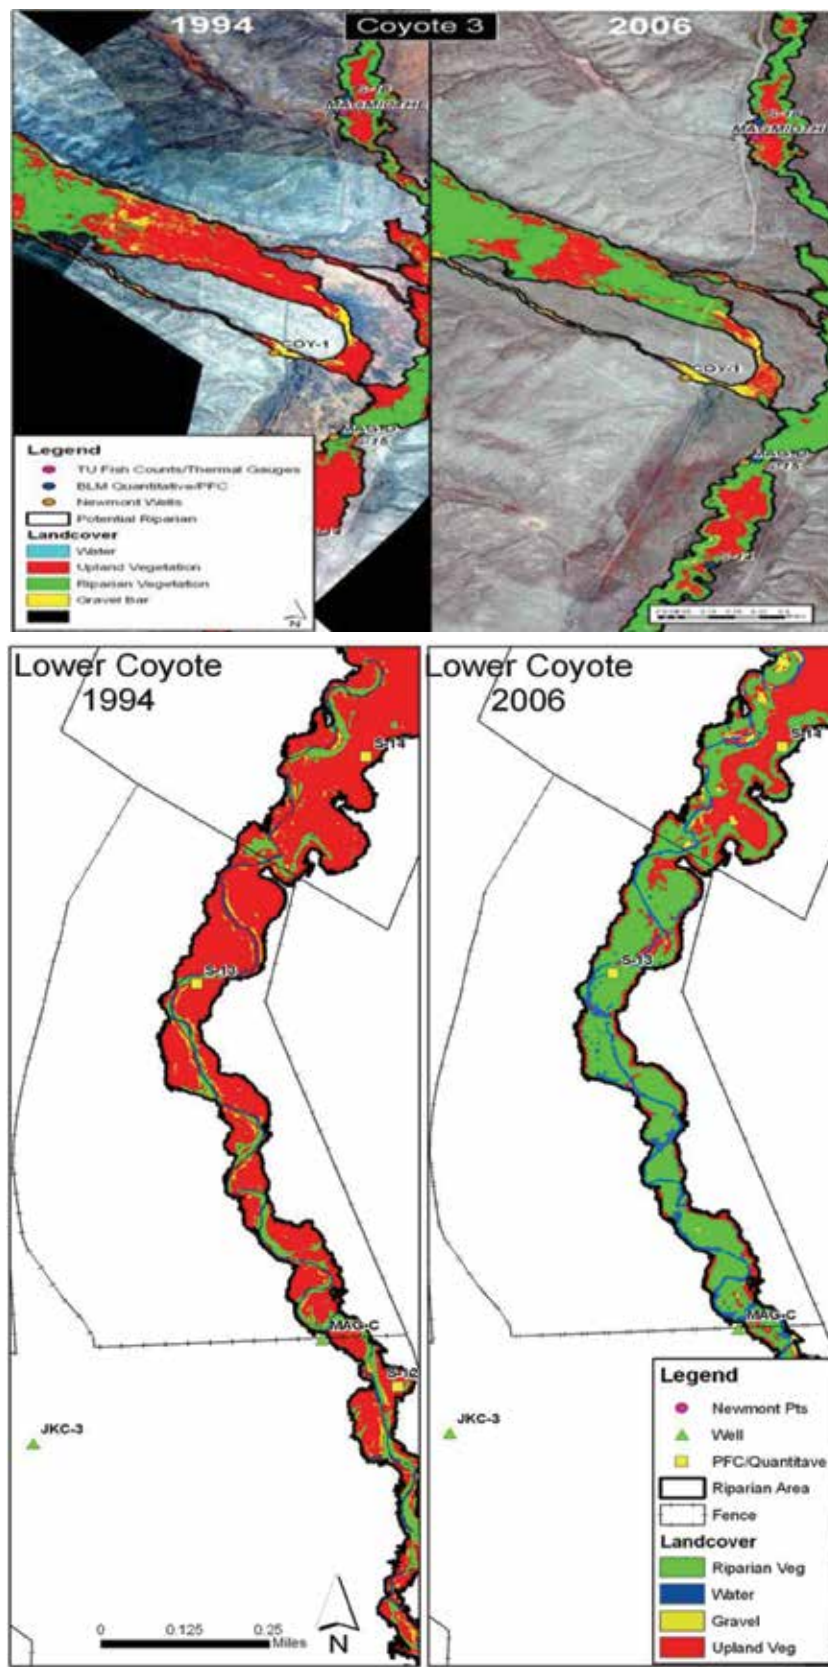 1994
Coyote 3
2006
COY-1
COY-1
Legend
TU Fish Counts/Thermal Gauges
BLM Quantitative/PFC
Newmont Wells
Potential Riparian
Landcover
Water
Upland Vegetation
Riparian Vegetation
Gravel Bar
N
Lower Coyote
1994
Lower Coyote
2006
S-14
S-14
S-13
S-13
MAG-C
MAG-C
S-12
JKC-3
JKC-3
0 0.125 0.25
Miles
N
Legend
Newmont Pts
Well
PFC/Quantitave
Riparian Area
Fence
Landcover
Riparian Veg
Water
Gravel
Upland Veg